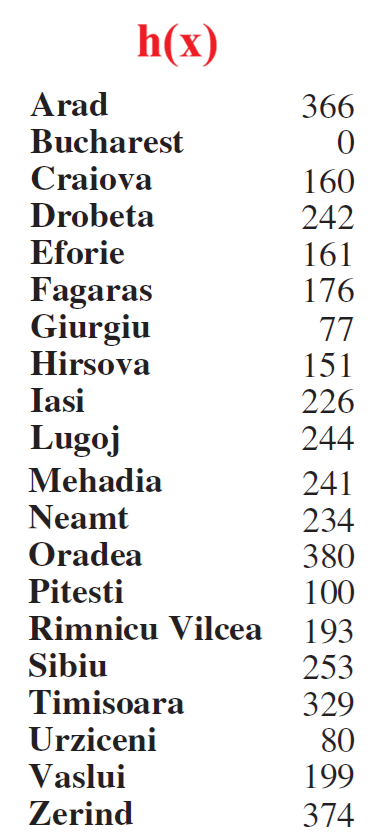 h(x)
Arad 366
Bucharest 0
Craiova 160
Drobeta 242
Eforie 161
Fagaras 176
Giurgiu 77
Hirsova 151
Iasi 226
Lugoj 244
Mehadia 241
Neamt 234
Oradea 380
Pitesti 100
Rimnicu Vilcea 193
Sibiu 253
Timisoara 329
Urziceni 80
Vaslui 199
Zerind 374